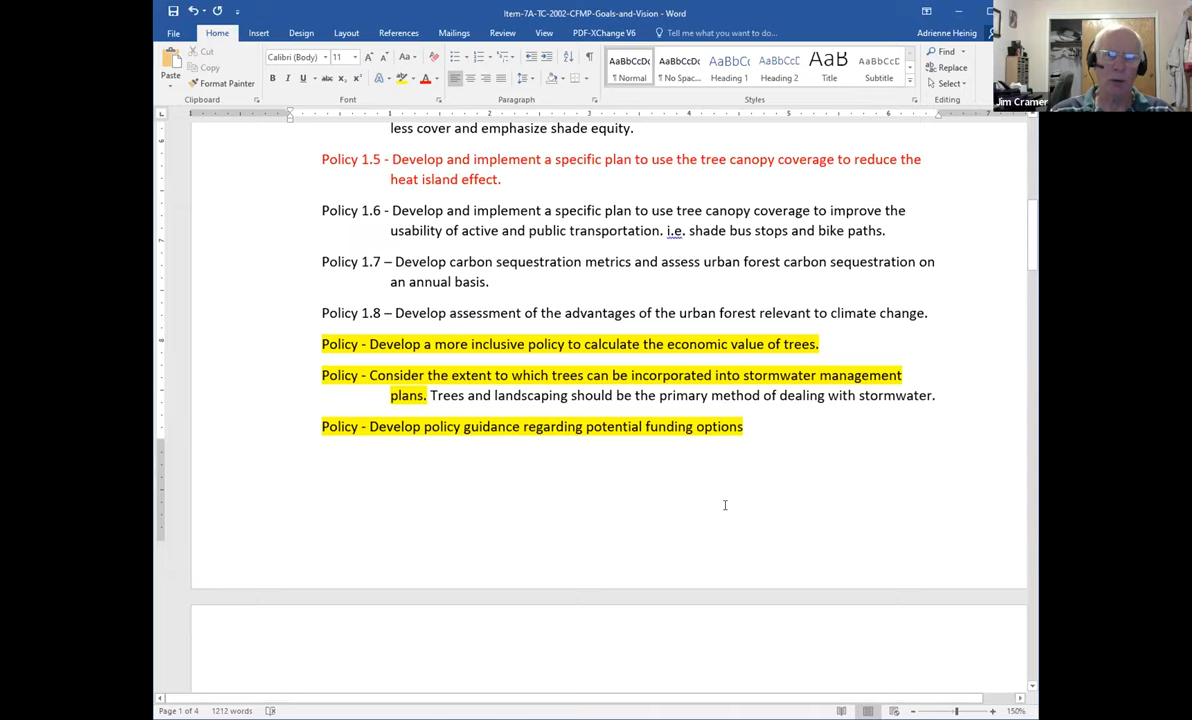 Item-7A-TC-2002-CFMP-Goals-and-Vision - Word
Adrienne Heinig
File Home Insert Design Layout References Mailings Review View PDF-XChange V6 Tell me what you want to do...
Paste
Cut
Copy
Format Painter
Calibri (Body) 11
AaBbCcDc AaBbCcDc AaBbC AaBbCc AaB AaBbCcC
¶ Normal ¶ No Spac... Heading 1 Heading 2 Title Subtitle
Find
Replace
Select
Clipboard Font Paragraph Styles Editing
Jim Cramer
less cover and emphasize shade equity.
Policy 1.5 - Develop and implement a specific plan to use the tree canopy coverage to reduce the
heat island effect.
Policy 1.6 - Develop and implement a specific plan to use tree canopy coverage to improve the
usability of active and public transportation. i.e. shade bus stops and bike paths.
Policy 1.7 – Develop carbon sequestration metrics and assess urban forest carbon sequestration on
an annual basis.
Policy 1.8 – Develop assessment of the advantages of the urban forest relevant to climate change.
Policy - Develop a more inclusive policy to calculate the economic value of trees.
Policy - Consider the extent to which trees can be incorporated into stormwater management
plans. Trees and landscaping should be the primary method of dealing with stormwater.
Policy - Develop policy guidance regarding potential funding options
Page 1 of 4 1212 words
150%